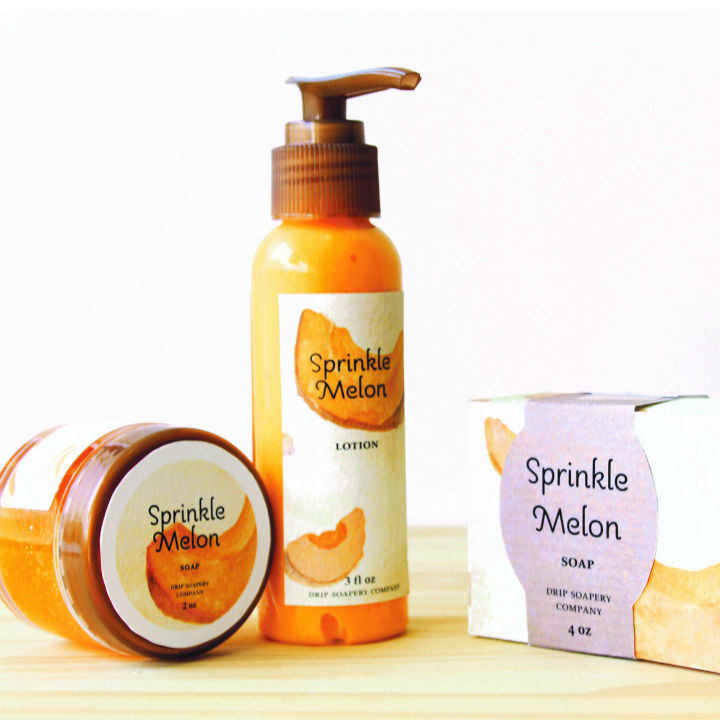 Sprinkle
Melon
SOAP
DRIP SOAPERY
COMPANY
2 oz
Sprinkle
Melon
LOTION
3 fl oz
DRIP SOAPERY COMPANY
Sprinkle
Melon
SOAP
DRIP SOAPERY
COMPANY
4 oz